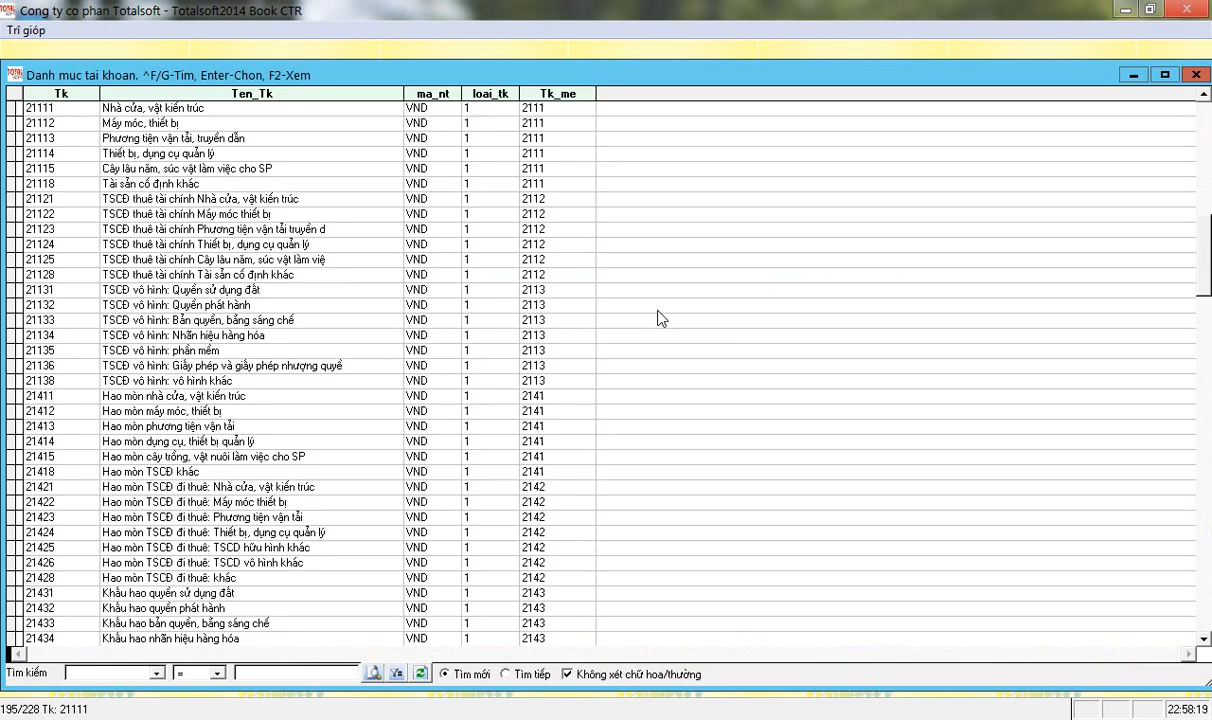 Cong ty co phan Totalsoft - Totalsoft2014 Book CTR
Trî gióp
Danh muc tai khoan. ^F/G-Tim, Enter-Chon, F2-Xem
Tk Ten_Tk ma_nt loai_tk Tk_me
21111 Nhà cửa, vật kiến trúc VND 1 2111
21112 Máy móc, thiết bị VND 1 2111
21113 Phương tiện vận tải, truyền dẫn VND 1 2111
21114 Thiết bị, dụng cụ quản lý VND 1 2111
21115 Cây lâu năm, súc vật làm việc cho SP VND 1 2111
21118 Tài sản cố định khác VND 1 2111
21121 TSCĐ thuê tài chính Nhà cửa, vật kiến trúc VND 1 2112
21122 TSCĐ thuê tài chính Máy móc thiết bị VND 1 2112
21123 TSCĐ thuê tài chính Phương tiện vận tải truyền d VND 1 2112
21124 TSCĐ thuê tài chính Thiết bị, dụng cụ quản lý VND 1 2112
21125 TSCĐ thuê tài chính Cây lâu năm, súc vật làm việ VND 1 2112
21128 TSCĐ thuê tài chính Tài sản cố định khác VND 1 2112
21131 TSCĐ vô hình: Quyền sử dụng đất VND 1 2113
21132 TSCĐ vô hình: Quyền phát hành VND 1 2113
21133 TSCĐ vô hình: Bản quyền, bằng sáng chế VND 1 2113
21134 TSCĐ vô hình: Nhãn hiệu hàng hóa VND 1 2113
21135 TSCĐ vô hình: phần mềm VND 1 2113
21136 TSCĐ vô hình: Giấy phép và giấy phép nhượng quyề VND 1 2113
21138 TSCĐ vô hình: vô hình khác VND 1 2113
21411 Hao mòn nhà cửa, vật kiến trúc VND 1 2141
21412 Hao mòn máy móc, thiết bị VND 1 2141
21413 Hao mòn phương tiện vận tải VND 1 2141
21414 Hao mòn dụng cụ, thiết bị quản lý VND 1 2141
21415 Hao mòn cây trồng, vật nuôi làm việc cho SP VND 1 2141
21418 Hao mòn TSCĐ khác VND 1 2141
21421 Hao mòn TSCĐ đi thuê: Nhà cửa, vật kiến trúc VND 1 2142
21422 Hao mòn TSCĐ đi thuê: Máy móc thiết bị VND 1 2142
21423 Hao mòn TSCĐ đi thuê: Phương tiện vận tải VND 1 2142
21424 Hao mòn TSCĐ đi thuê: Thiết bị, dụng cụ quản lý VND 1 2142
21425 Hao mòn TSCĐ đi thuê: TSCD hữu hình khác VND 1 2142
21426 Hao mòn TSCĐ đi thuê: TSCD vô hình khác VND 1 2142
21428 Hao mòn TSCĐ đi thuê: khác VND 1 2142
21431 Khấu hao quyền sử dụng đất VND 1 2143
21432 Khấu hao quyền phát hành VND 1 2143
21433 Khấu hao bản quyền, bằng sáng chế VND 1 2143
21434 Khấu hao nhãn hiệu hàng hóa VND 1 2143
Tìm kiếm = Tìm mới Tìm tiếp Không xét chữ hoa/thường
195/228 Tk: 21111 22:58:19